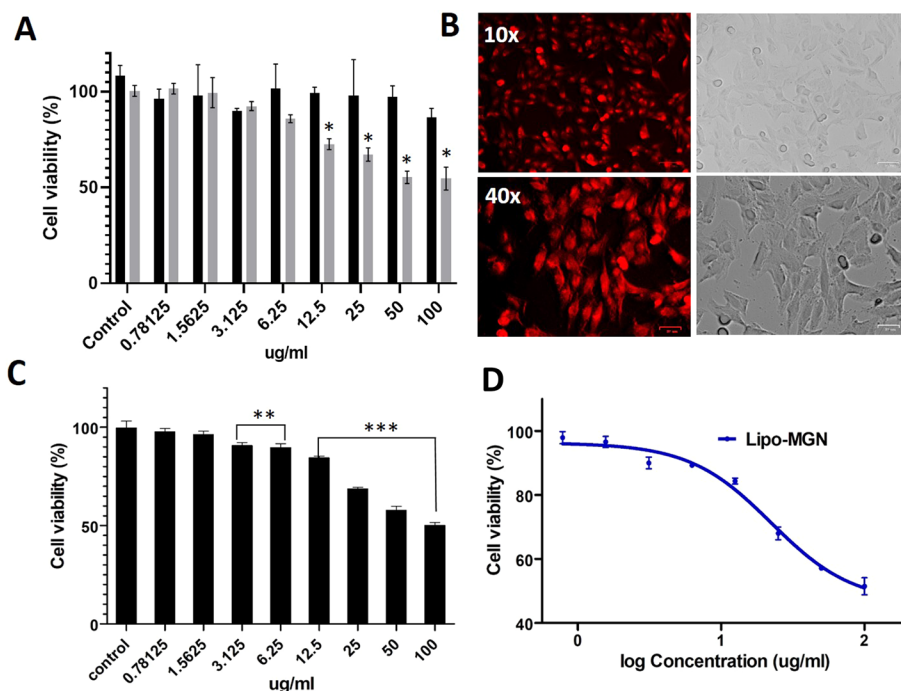 A
Cell viability (%)
100
50
0
*
*
*
*
Control
0.78125
1.5625
3.125
6.25
12.5
25
50
100
ug/ml
B
10x
40x
C
Cell viability (%)
100
50
0
**
***
control
0.78125
1.5625
3.125
6.25
12.5
25
50
100
ug/ml
D
Cell viability (%)
100
80
60
40
Lipo-MGN
0
1
2
log Concentration (ug/ml)